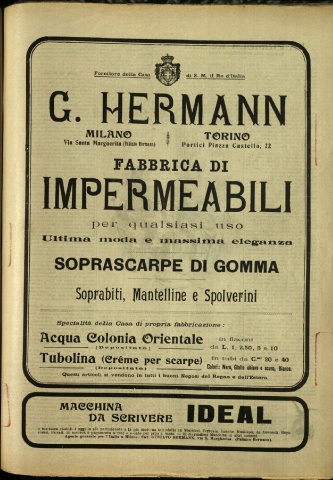 Fornitore della Casa di S. M. il Re d'Italia
G. HERMANN
MILANO TORINO
Via Santa Margherita (Palazzo Hermann) Portici Piazza Castello, 22
FABBRICA DI
IMPERMEABILI
per qualsiasi uso
Ultima moda e massima eleganza
SOPRASCARPE DI GOMMA
Soprabiti, Mantelline e Spolverini
Specialità della Casa di propria fabbricazione:
Acqua Colonia Orientale in flaconi
(Depositata) da L. 1. 2.50, 5 e 10
Tubolina (Crême per scarpe) in tubi da C.mi 30 e 40
(Depositata) Colori: Nero, Giallo chiaro e scuro, Bianco.
Questi articoli si vendono in tutti i buoni Negozi del Regno e dell'Estero.
MACCHINA
DA SCRIVERE IDEAL